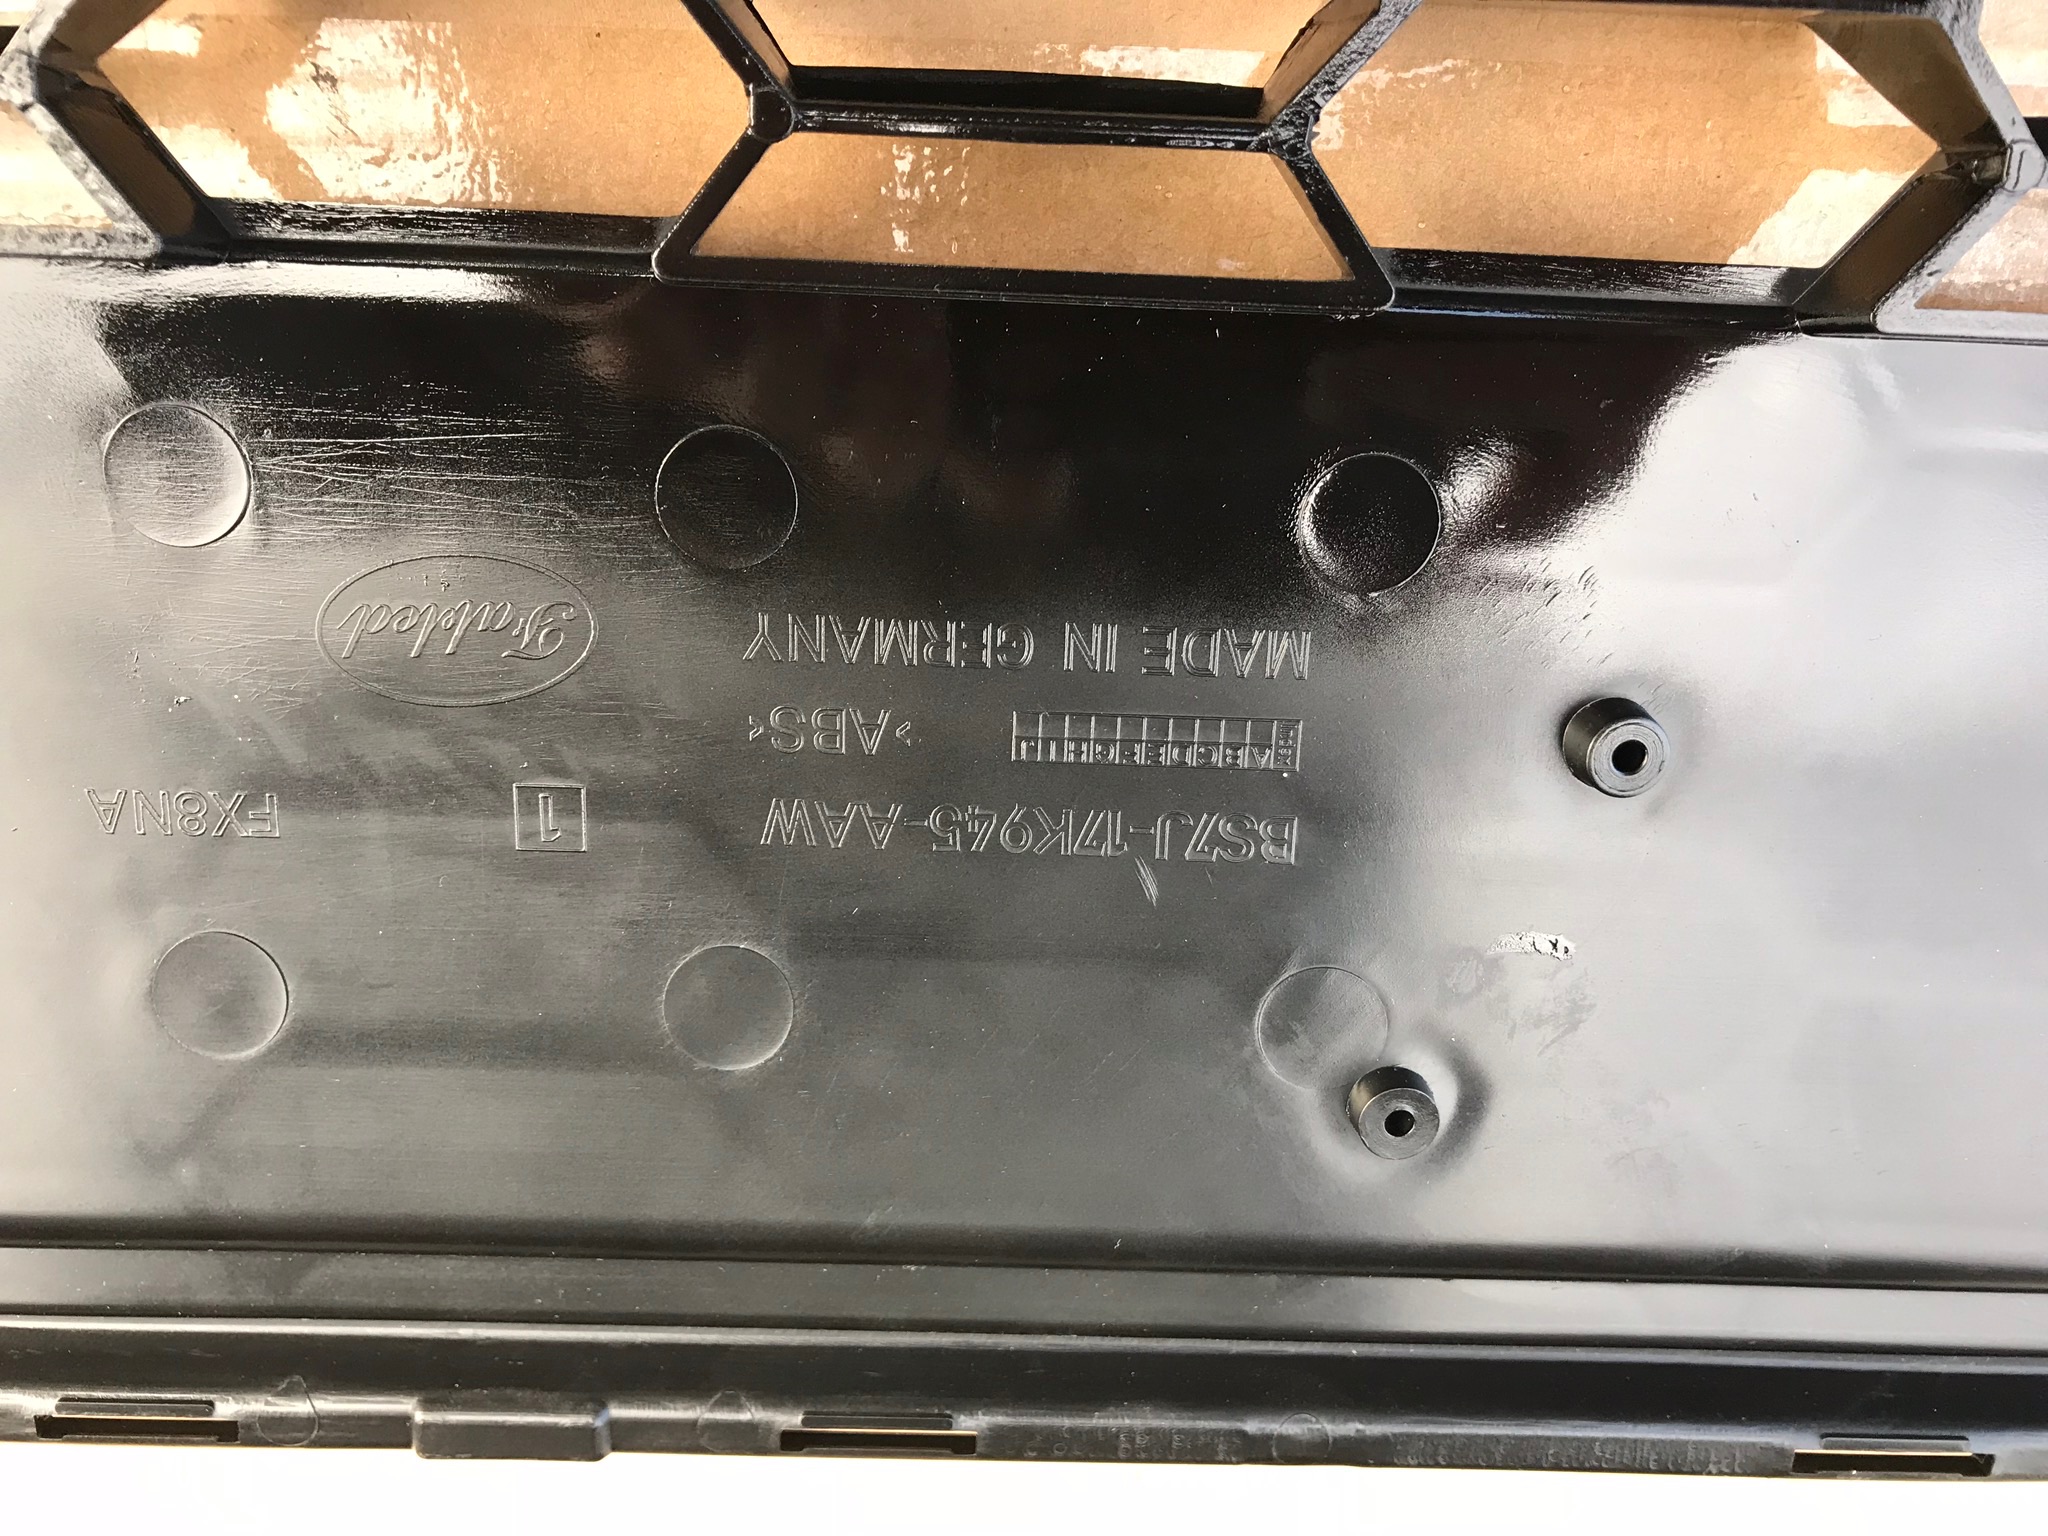 BS7J-17K945-AAW 1 FX8NA
ABCDEFGHIJ >ABS<
MADE IN GERMANY